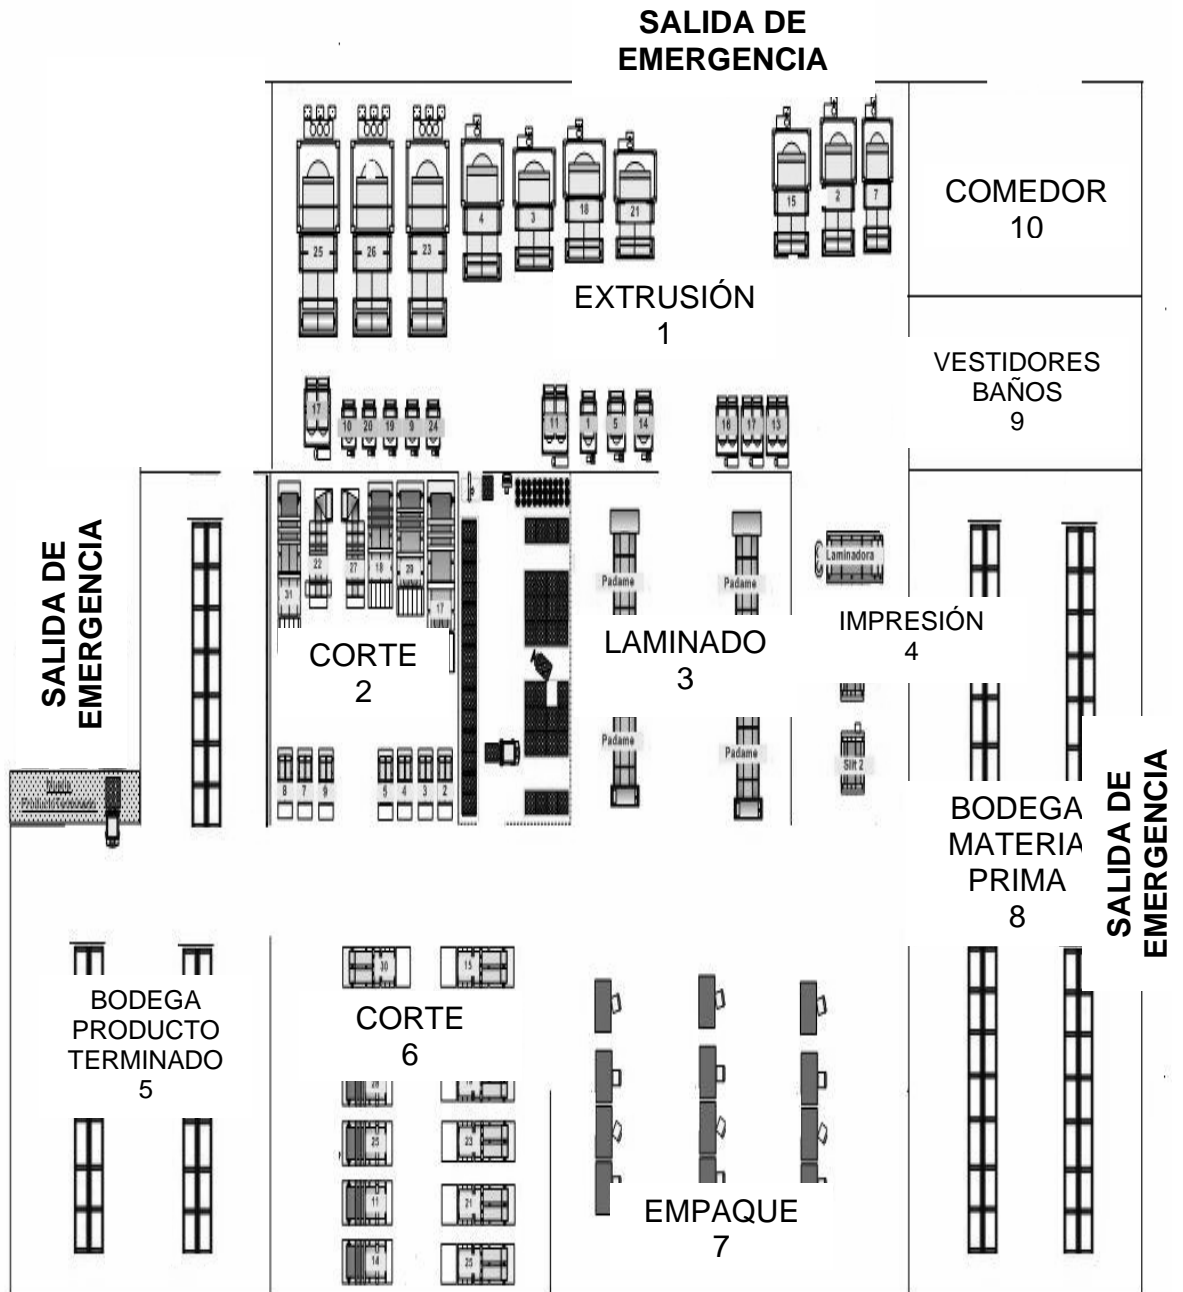 SALIDA DE
EMERGENCIA
25
26
23
4
3
18
21
15
2
7
COMEDOR
10
EXTRUSIÓN
1
VESTIDORES
BAÑOS
9
17
10
20
19
9
24
11
1
5
14
16
17
13
SALIDA DE
EMERGENCIA
31
22
27
18
29
17
CORTE
2
8
7
9
5
4
3
2
Padame
Padame
LAMINADO
3
Padame
Padame
Laminadora
IMPRESIÓN
4
Slit 2
Producto Terminado
BODEGA
MATERIA
PRIMA
8
SALIDA DE
EMERGENCIA
BODEGA
PRODUCTO
TERMINADO
5
30
15
CORTE
6
25
23
11
21
14
25
EMPAQUE
7